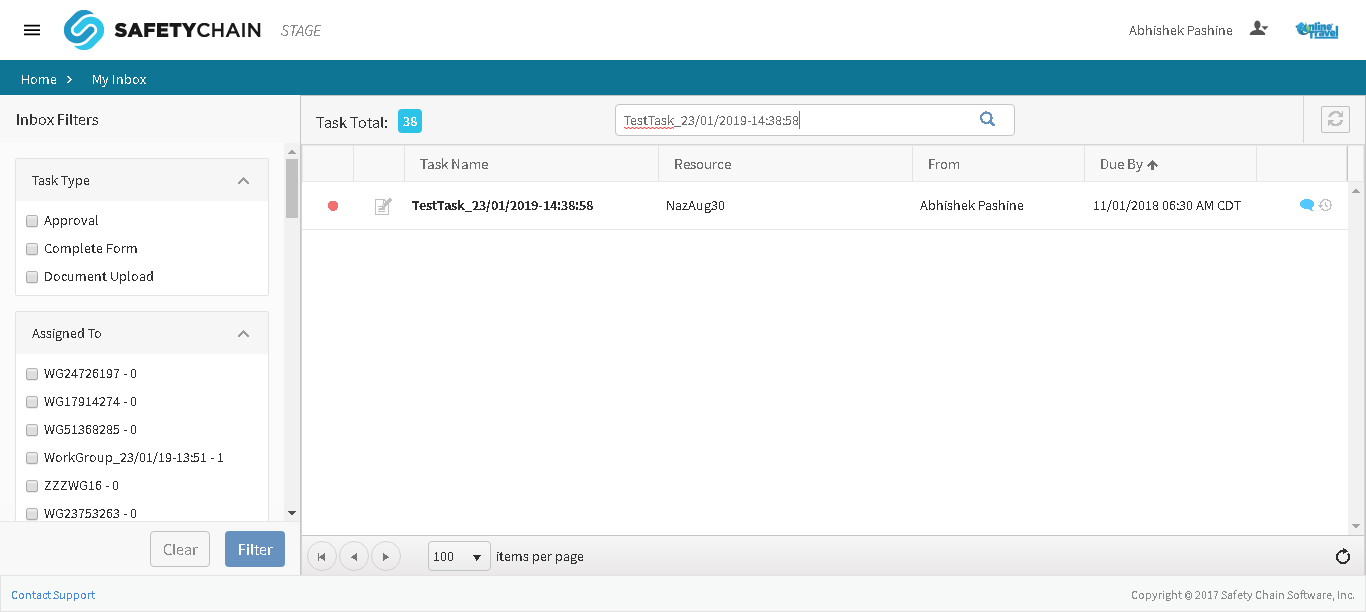 SAFETYCHAIN STAGE
Abhishek Pashine
Online Travel
Home > My Inbox
Inbox Filters
Task Total: 38
TestTask_23/01/2019-14:38:58
Task Name Resource From Due By
TestTask_23/01/2019-14:38:58 NazAug30 Abhishek Pashine 11/01/2018 06:30 AM CDT
Task Type
Approval
Complete Form
Document Upload
Assigned To
WG24726197 - 0
WG17914274 - 0
WG51368285 - 0
WorkGroup_23/01/19-13:51 - 1
ZZZWG16 - 0
WG23753263 - 0
Clear Filter
100 items per page
Contact Support
Copyright © 2017 Safety Chain Software, Inc.